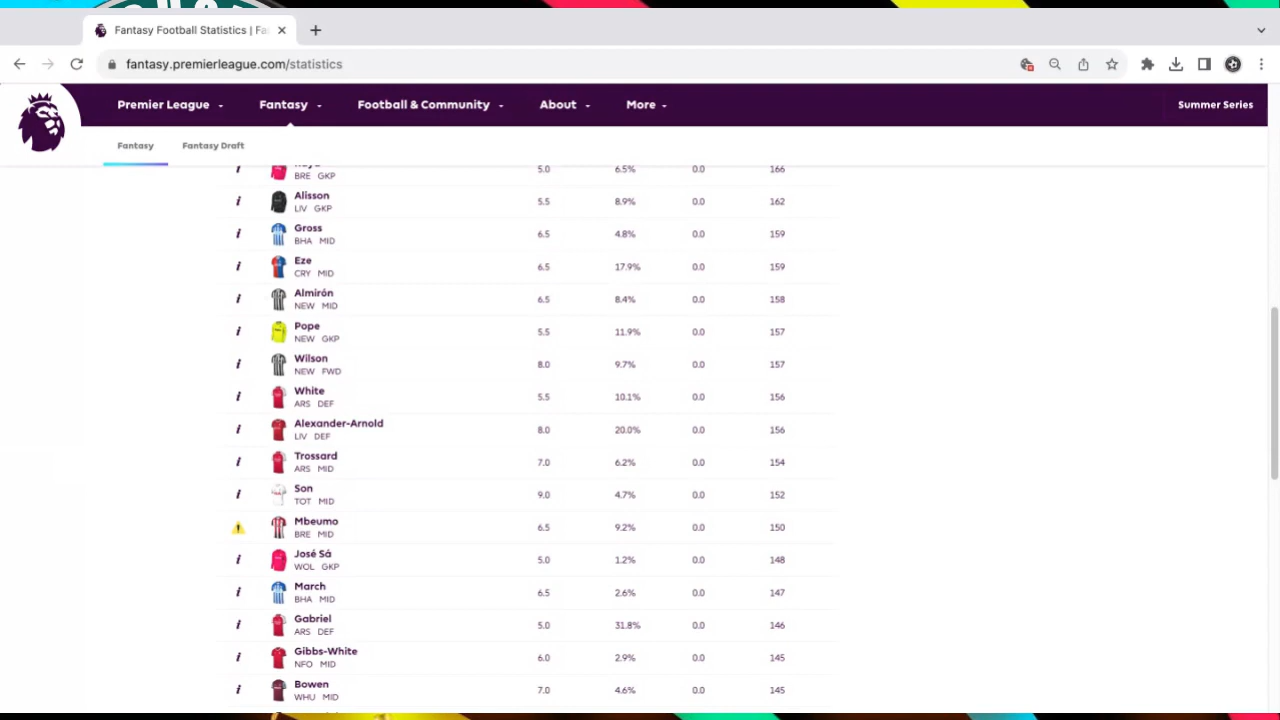 Fantasy Football Statistics | Fa
fantasy.premierleague.com/statistics
Premier League Fantasy Football & Community About More Summer Series
Fantasy Fantasy Draft
BRE GKP 5.0 6.5% 0.0 166
Alisson
LIV GKP 5.5 8.9% 0.0 162
Gross
BHA MID 6.5 4.8% 0.0 159
Eze
CRY MID 6.5 17.9% 0.0 159
Almirón
NEW MID 6.5 8.4% 0.0 158
Pope
NEW GKP 5.5 11.9% 0.0 157
Wilson
NEW FWD 8.0 9.7% 0.0 157
White
ARS DEF 5.5 10.1% 0.0 156
Alexander-Arnold
LIV DEF 8.0 20.0% 0.0 156
Trossard
ARS MID 7.0 6.2% 0.0 154
Son
TOT MID 9.0 4.7% 0.0 152
Mbeumo
BRE MID 6.5 9.2% 0.0 150
José Sá
WOL GKP 5.0 1.2% 0.0 148
March
BHA MID 6.5 2.6% 0.0 147
Gabriel
ARS DEF 5.0 31.8% 0.0 146
Gibbs-White
NFO MID 6.0 2.9% 0.0 145
Bowen
WHU MID 7.0 4.6% 0.0 145